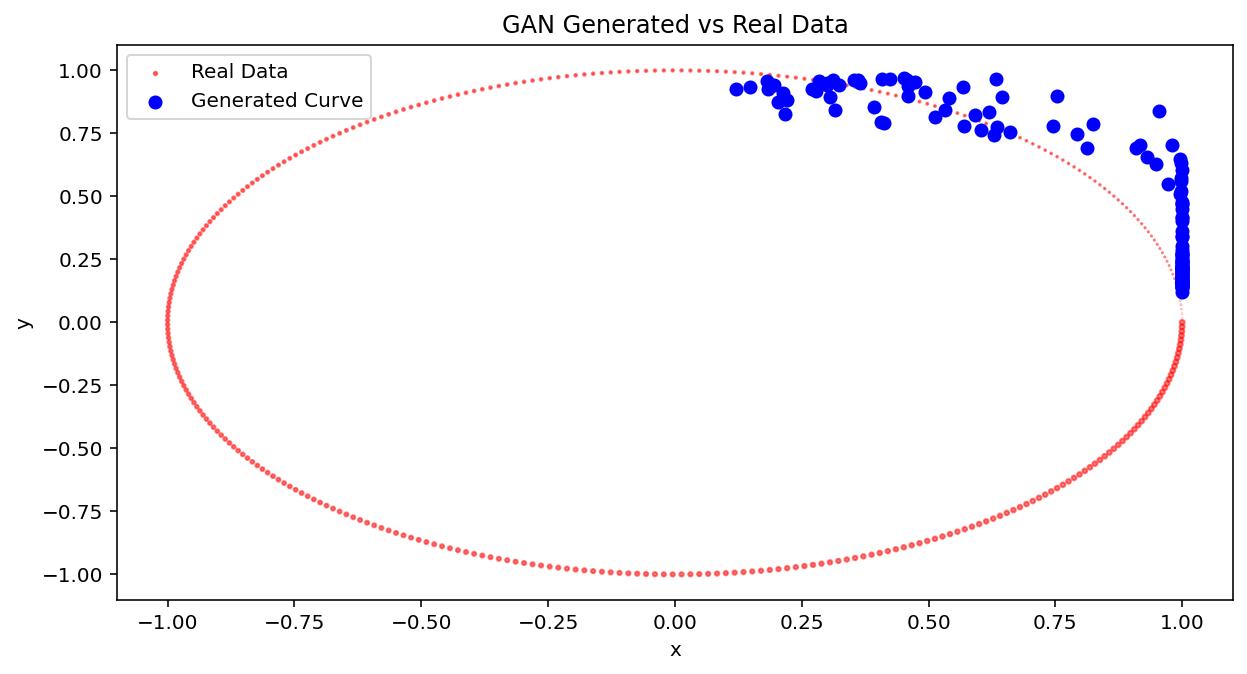 GAN Generated vs Real Data
Real Data
Generated Curve
1.00
0.75
0.50
0.25
0.00
−0.25
−0.50
−0.75
−1.00
y
−1.00 −0.75 −0.50 −0.25 0.00 0.25 0.50 0.75 1.00
x